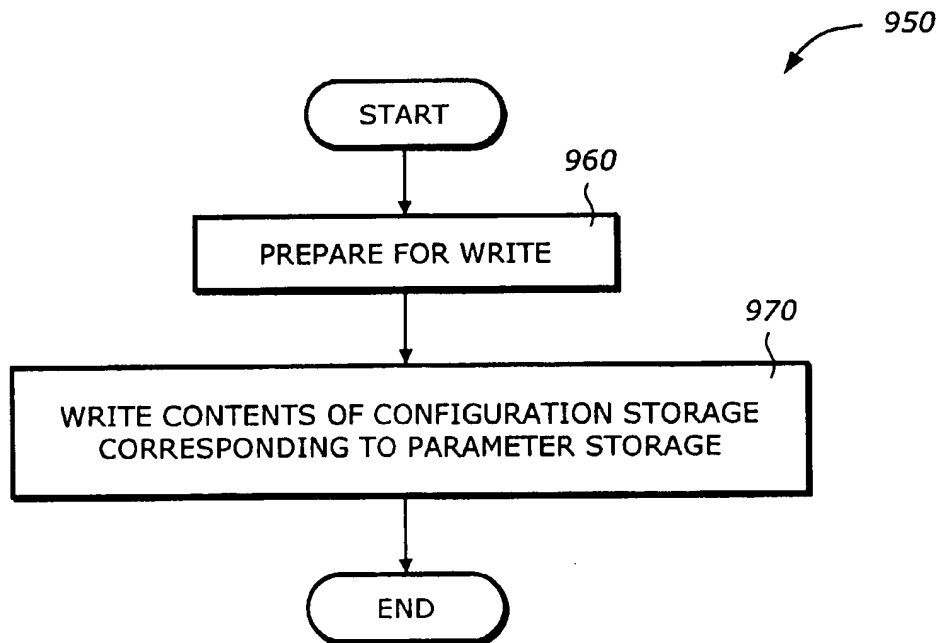 950
START
960
PREPARE FOR WRITE
970
WRITE CONTENTS OF CONFIGURATION STORAGE
CORRESPONDING TO PARAMETER STORAGE
END